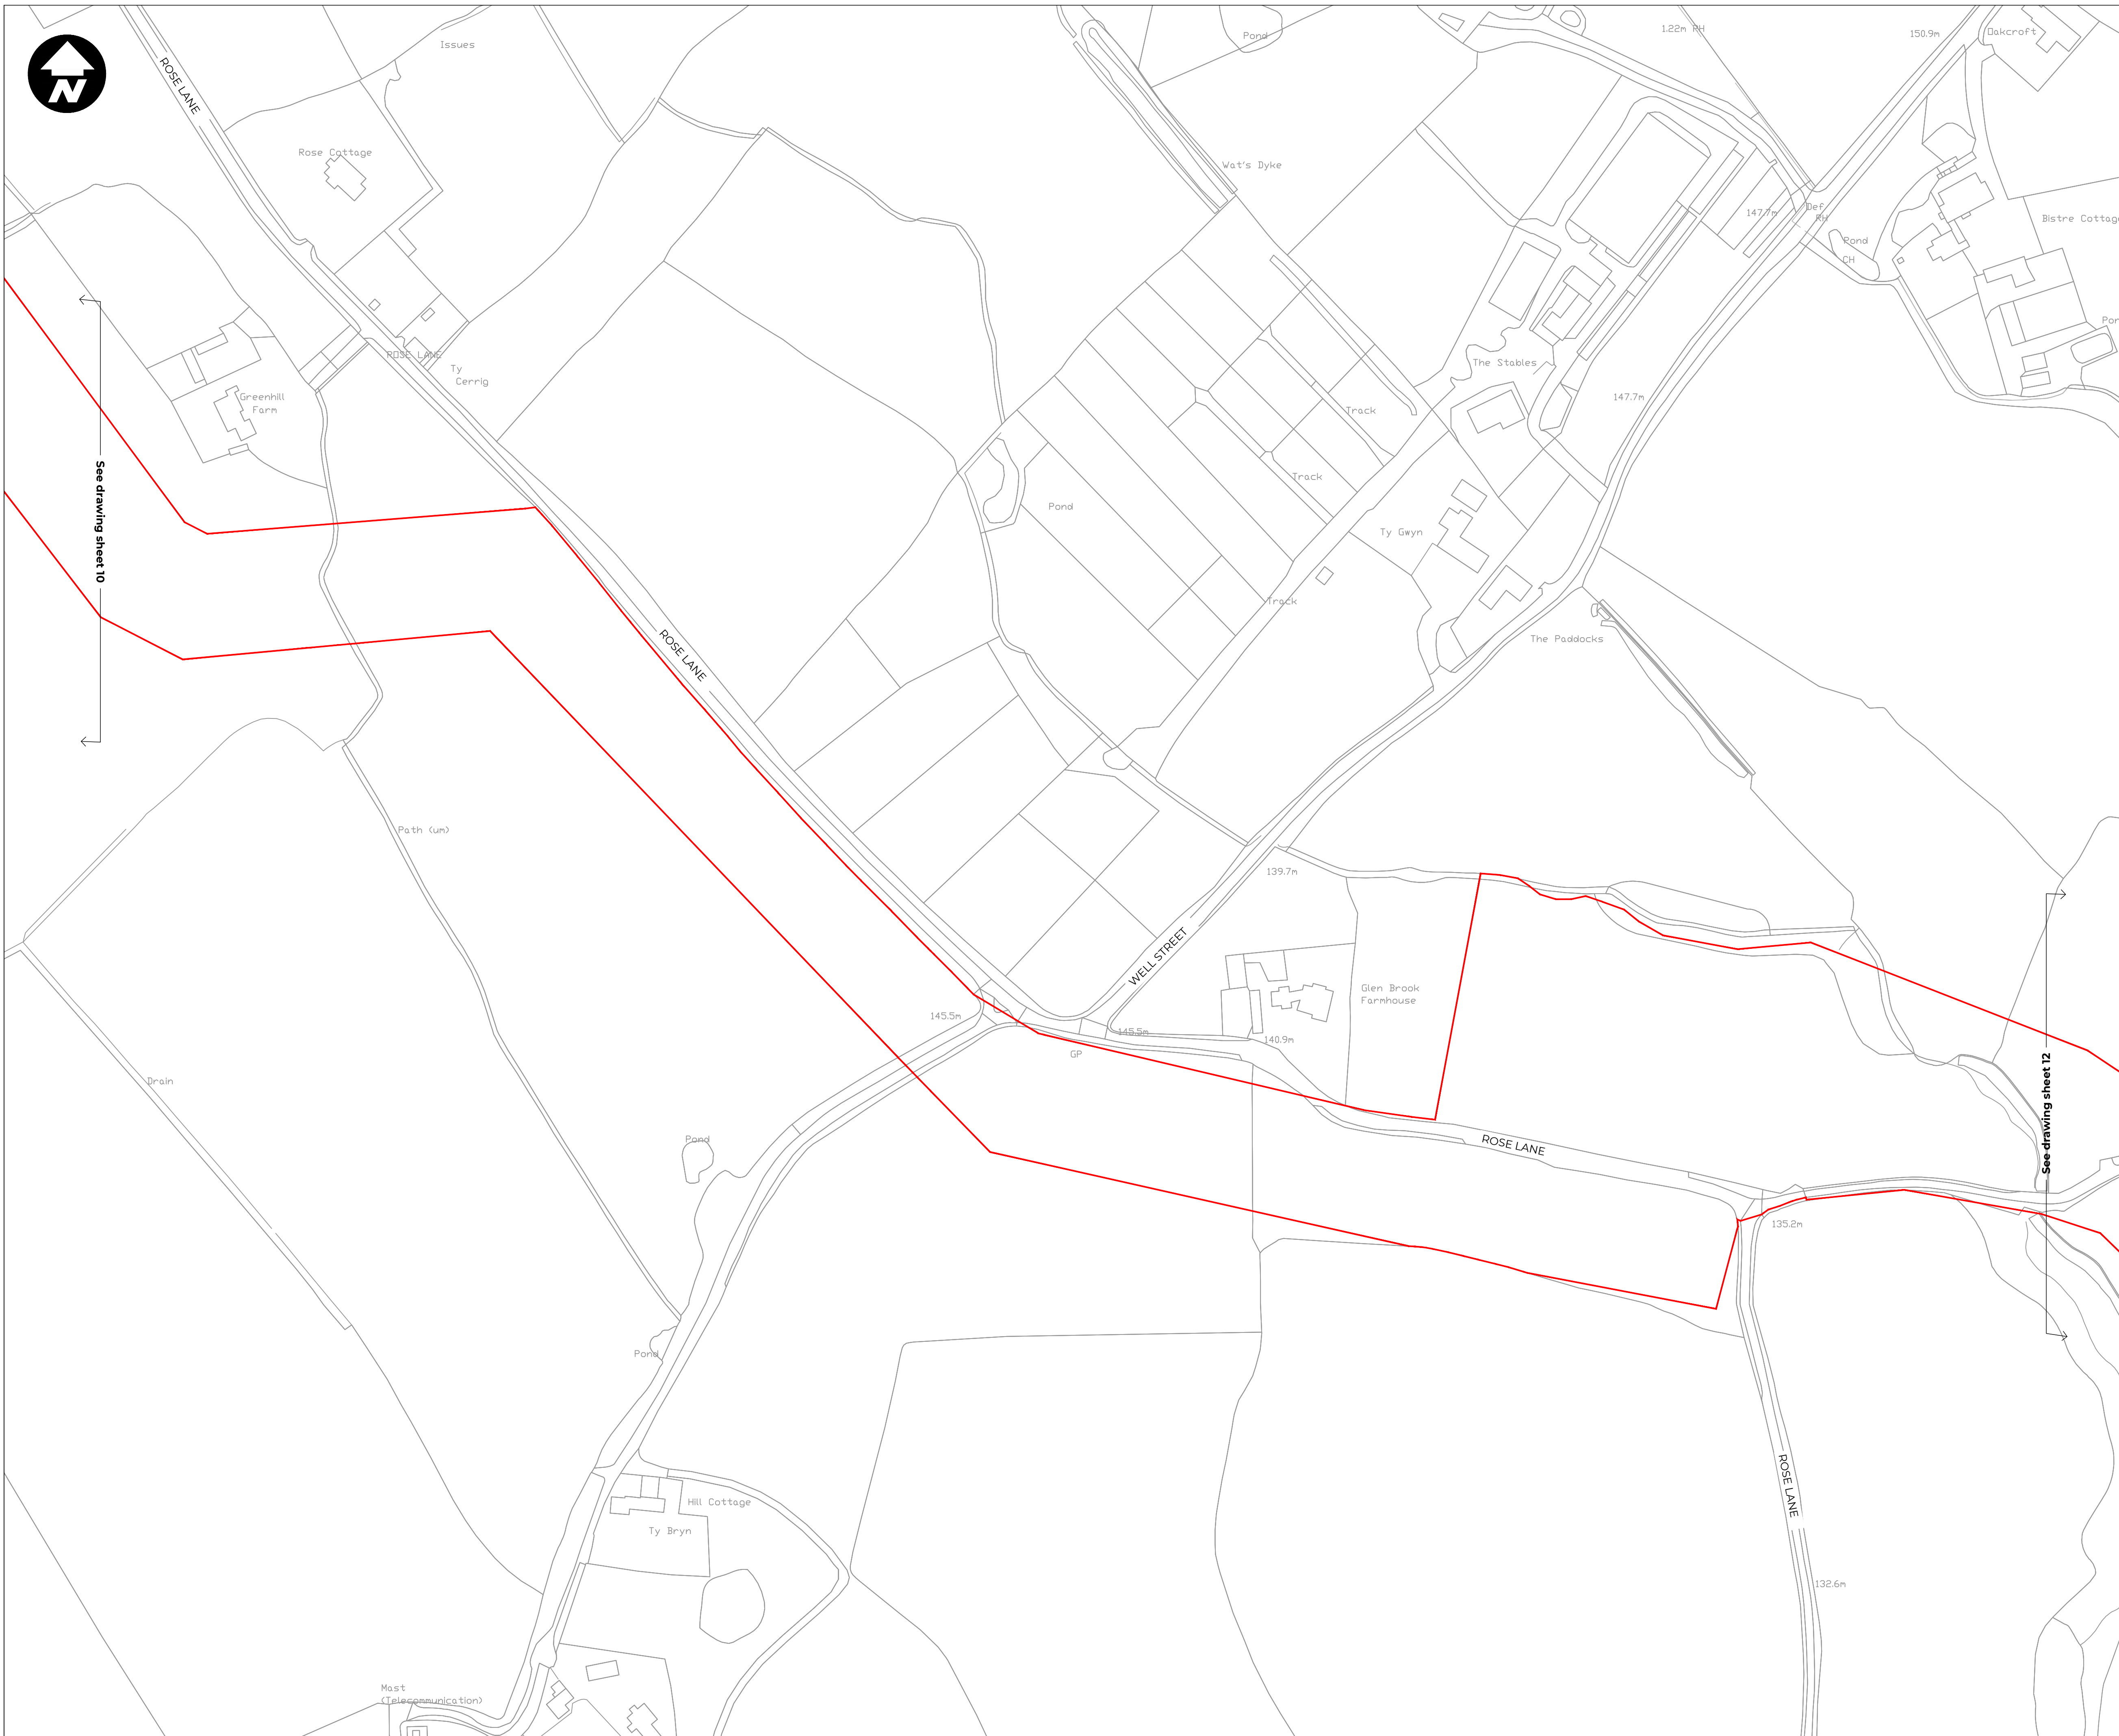 N
ROSE LANE
Issues
Pond
1.22m RH
150.9m
Oakcroft
Rose Cottage
Wat's Dyke
147.7m
Def
RH
Pond
CH
Bistre Cottag
Por
ROSE LANE
Ty
Cerrig
Greenhill
Farm
The Stables
147.7m
Track
Track
Pond
Ty Gwyn
Track
See drawing sheet 10
ROSE LANE
The Paddocks
Path (um)
139.7m
WELL STREET
Glen Brook
Farmhouse
145.5m
145.5m
140.9m
GP
Drain
Pond
ROSE LANE
See drawing sheet 12
135.2m
Pond
ROSE LANE
Hill Cottage
Ty Bryn
132.6m
Mast
(Telecommunication)